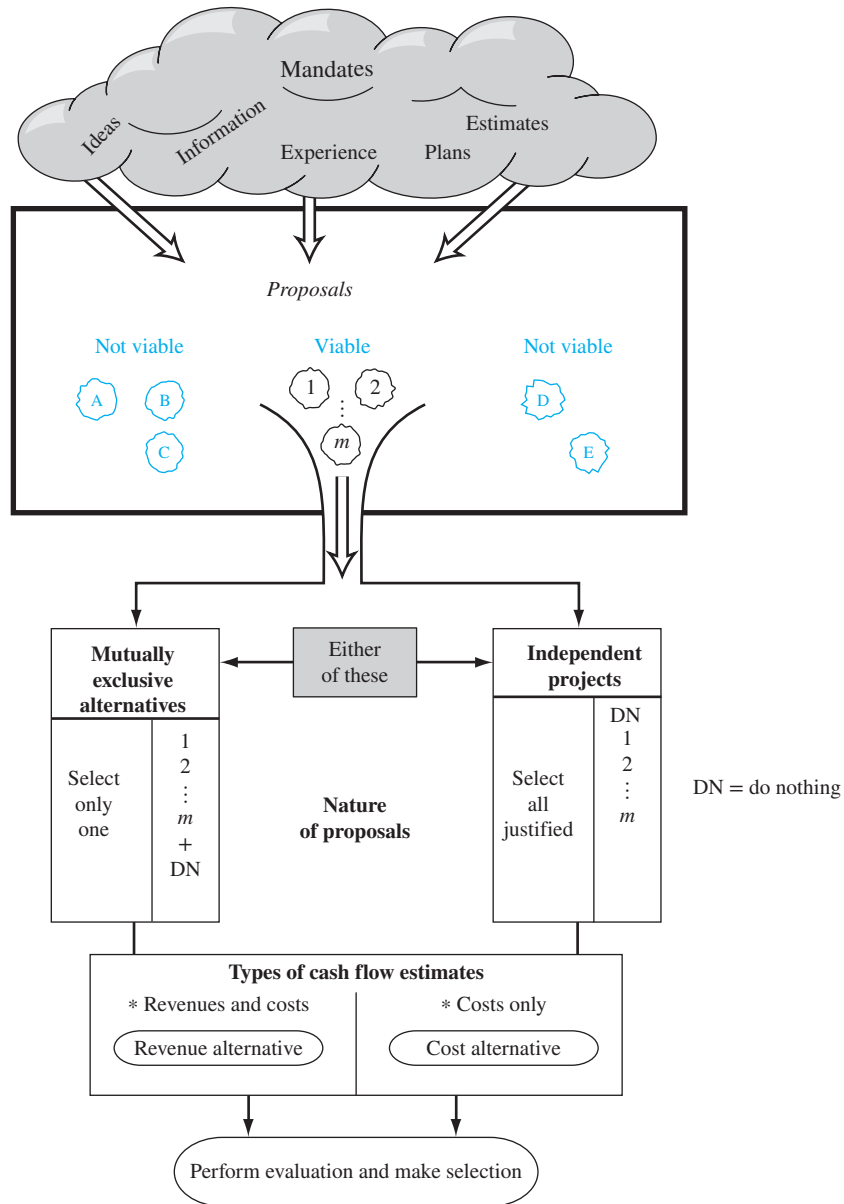 Mandates
Ideas
Information
Estimates
Experience
Plans
Proposals
Not viable
Viable
Not viable
A
B
C
1
2
⋮
m
D
E
Mutually
exclusive
alternatives
Either
of these
Independent
projects
Select
only
one
1
2
⋮
m
+
DN
Nature
of proposals
Select
all
justified
DN
1
2
⋮
m
DN = do nothing
Types of cash flow estimates
* Revenues and costs
Revenue alternative
* Costs only
Cost alternative
Perform evaluation and make selection